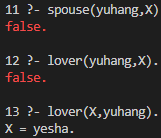 11 ?- spouse(yuhang,X)
false.
12 ?- lover(yuhang,X).
false.
13 ?- lover(X,yuhang).
X = yesha.